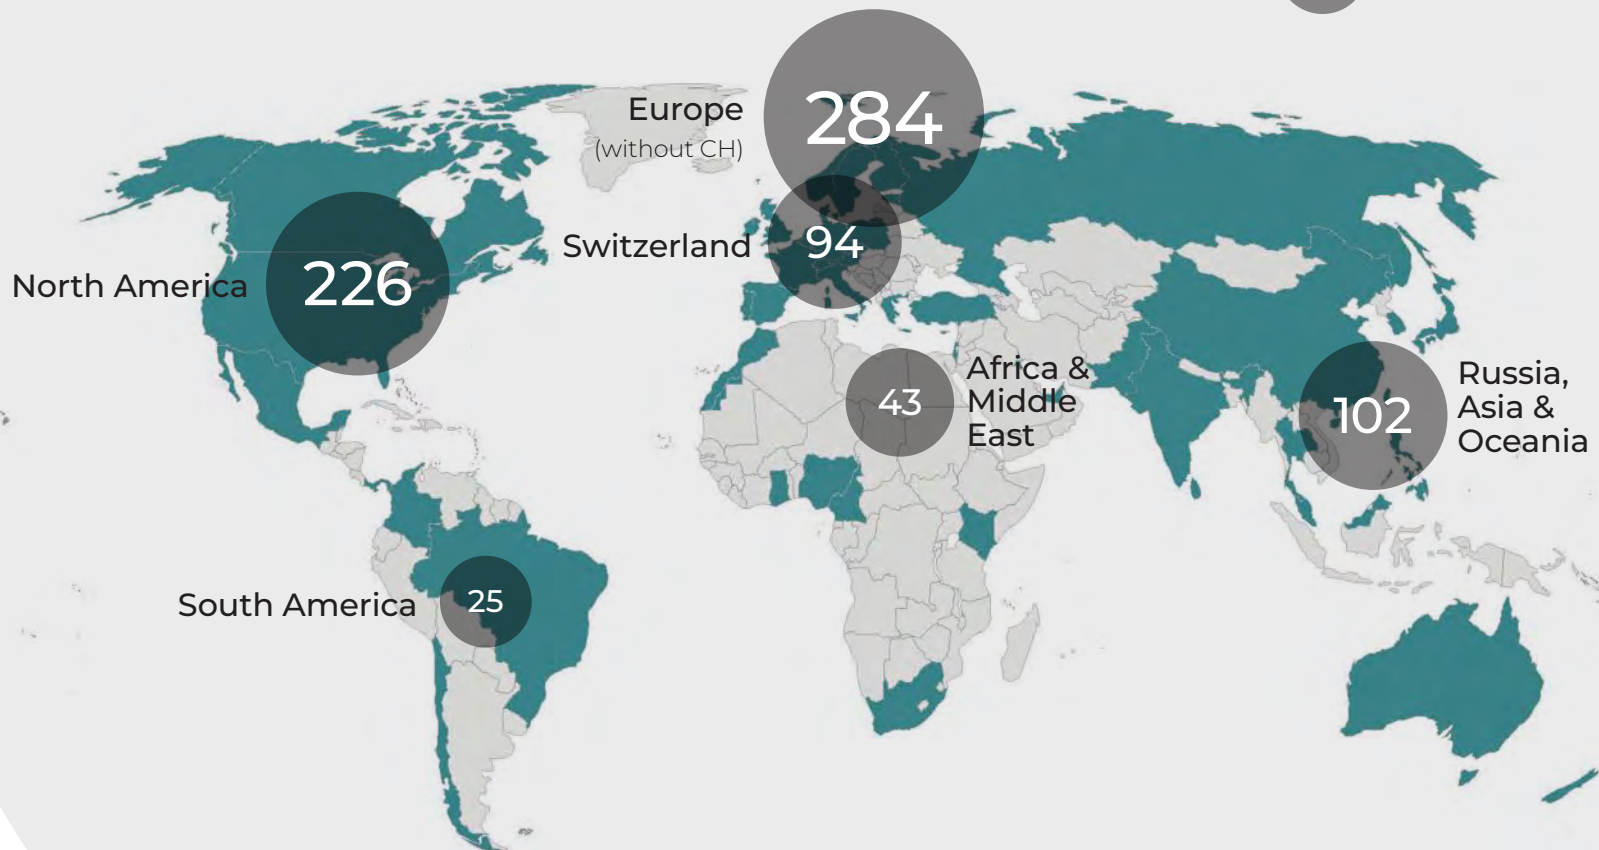 Europe
(without CH)
284
Switzerland
94
North America
226
Africa &
Middle
East
43
Russia,
Asia &
Oceania
102
South America
25